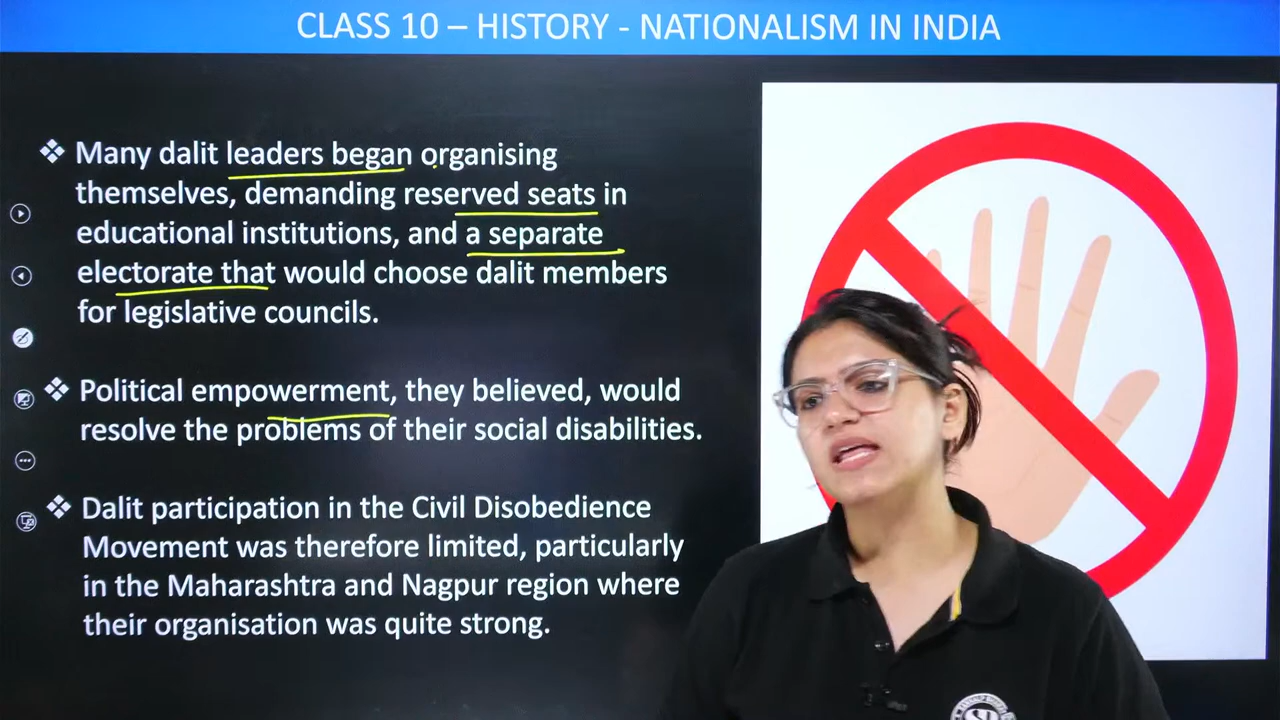 CLASS 10 – HISTORY - NATIONALISM IN INDIA
❖ Many dalit leaders began organising
themselves, demanding reserved seats in
educational institutions, and a separate
electorate that would choose dalit members
for legislative councils.
❖ Political empowerment, they believed, would
resolve the problems of their social disabilities.
❖ Dalit participation in the Civil Disobedience
Movement was therefore limited, particularly
in the Maharashtra and Nagpur region where
their organisation was quite strong.